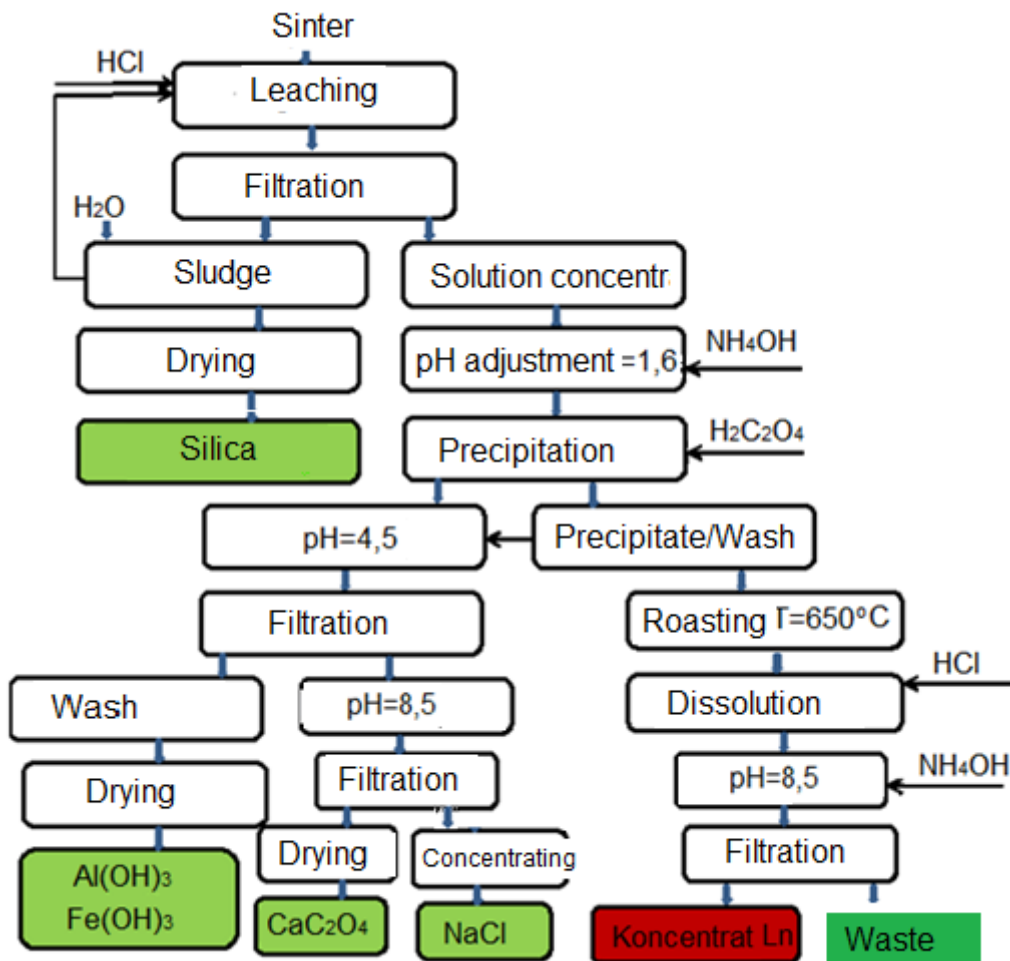 Sinter
HCl
Leaching
Filtration
H₂O
Sludge
Solution concentr
Drying
pH adjustment =1,6
NH₄OH
Silica
Precipitation
H₂C₂O₄
pH=4,5
Precipitate/Wash
Filtration
Roasting T=650°C
HCl
Wash
pH=8,5
Dissolution
Drying
Filtration
pH=8,5
NH₄OH
Drying
Concentrating
Filtration
Al(OH)₃
Fe(OH)₃
CaC₂O₄
NaCl
Koncentrat Ln
Waste